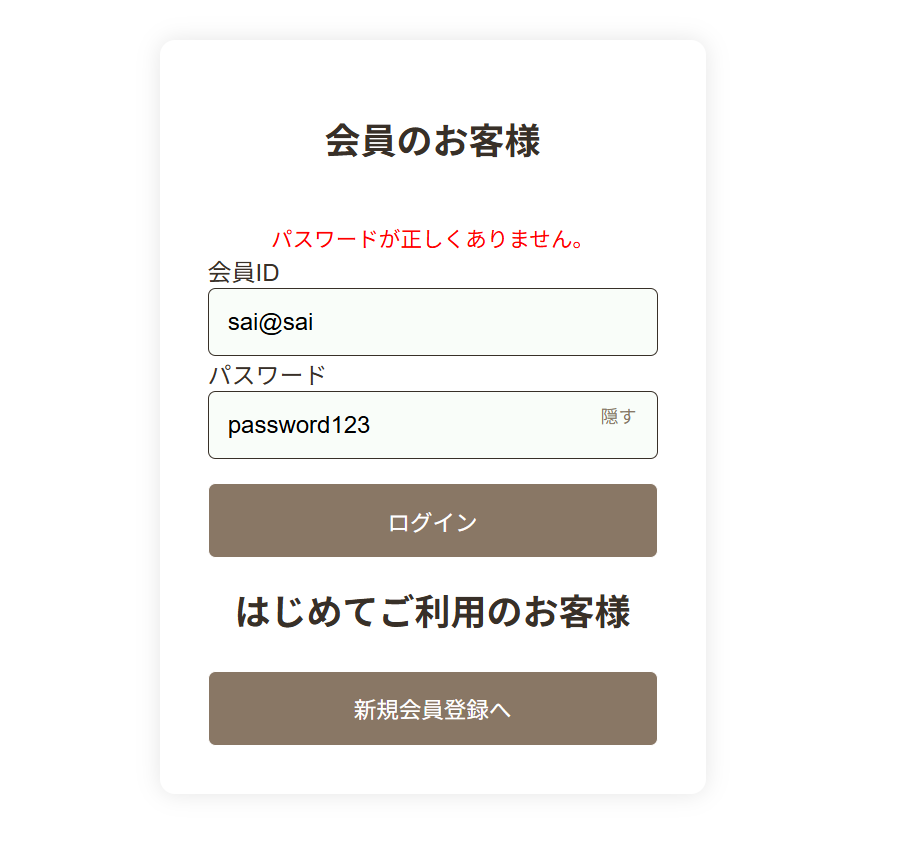 会員のお客様
パスワードが正しくありません。
会員ID
sai@sai
パスワード
password123
隠す
ログイン
はじめてご利用のお客様
新規会員登録へ